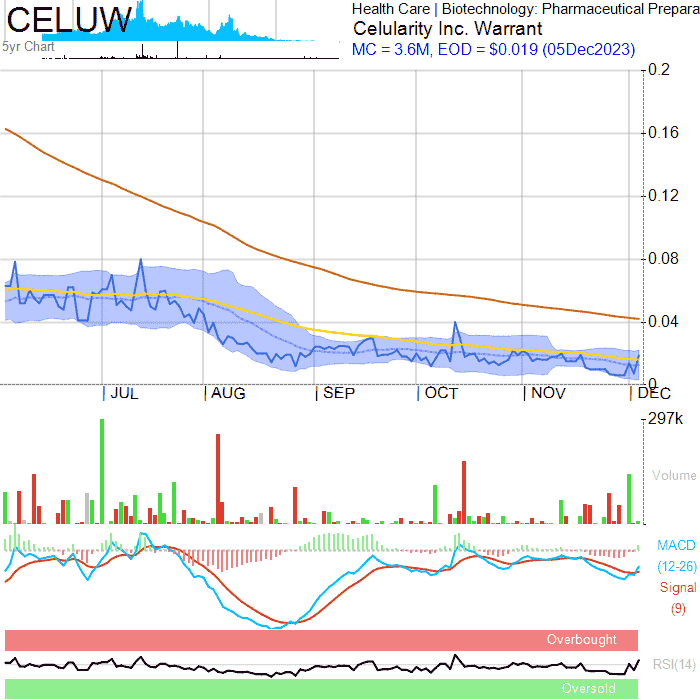 CELUW
Health Care | Biotechnology: Pharmaceutical Prepara
Celularity Inc. Warrant
5yr Chart
MC = 3.6M, EOD = $0.019 (05Dec2023)
0.2
0.16
0.12
0.08
0.04
0
JUL
AUG
SEP
OCT
NOV
DEC
297k
Volume
MACD
(12-26)
Signal
(9)
Overbought
RSI(14)
Oversold